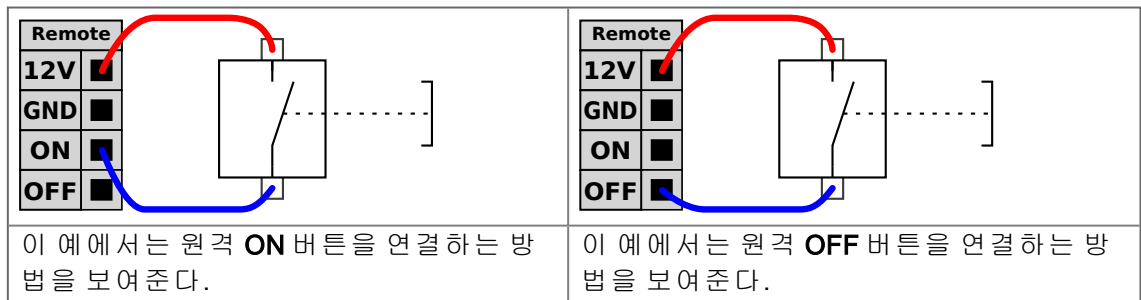 Remote
12V
GND
ON
OFF
이 예에서는 원격 ON 버튼을 연결하는 방
법을 보여준다.
Remote
12V
GND
ON
OFF
이 예에서는 원격 OFF 버튼을 연결하는 방
법을 보여준다.